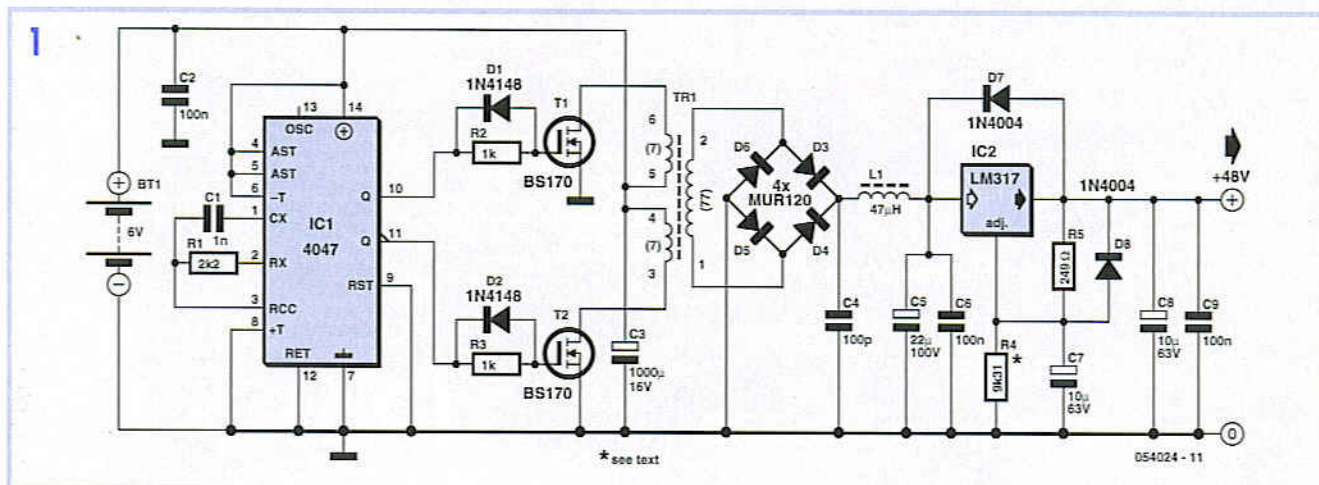 1
C2
100n
BT1
6V
C1
1n
R1
2k2
13
14
OSC
4
AST
5
AST
6
–T
1
CX
2
RX
3
RCC
8
+T
IC1
4047
Q
10
Q
11
RST
9
RET
12
7
D1
1N4148
R2
1k
T1
BS170
D2
1N4148
R3
1k
T2
BS170
TR1
6
(7)
5
4
(7)
3
2
(77)
1
C3
1000µ
16V
D6
D3
4x
MUR120
D5
D4
L1
47µH
C4
100p
C5
22µ
100V
C6
100n
D7
1N4004
IC2
LM317
adj.
1N4004
R5
249Ω
D8
R4
*
9k31
C7
10µ
63V
C8
10µ
63V
C9
100n
+48V
0
* see text
054024 - 11